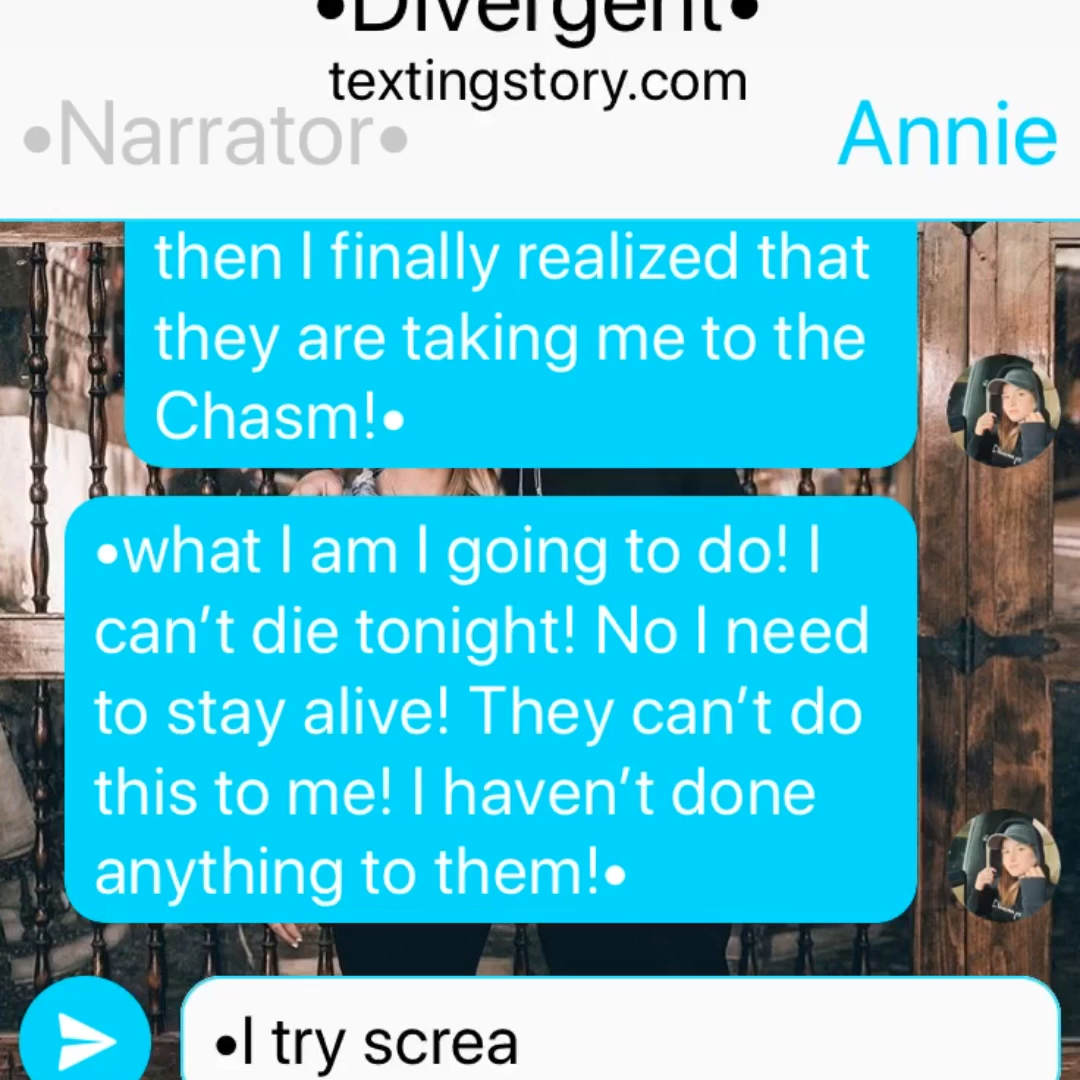 •Divergent•
textingstory.com
•Narrator•
Annie
then I finally realized that
they are taking me to the
Chasm!•
•what I am I going to do! I
can’t die tonight! No I need
to stay alive! They can’t do
this to me! I haven’t done
anything to them!•
•I try screa